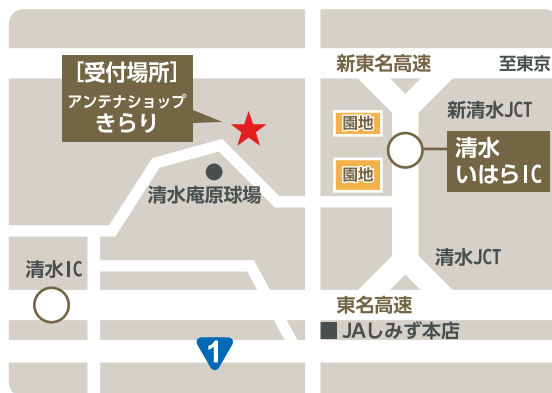 [受付場所]
アンテナショップ
きらり
新東名高速
至東京
新清水JCT
園地
清水
いはらIC
園地
清水庵原球場
清水IC
清水JCT
東名高速
■JAしみず本店
1